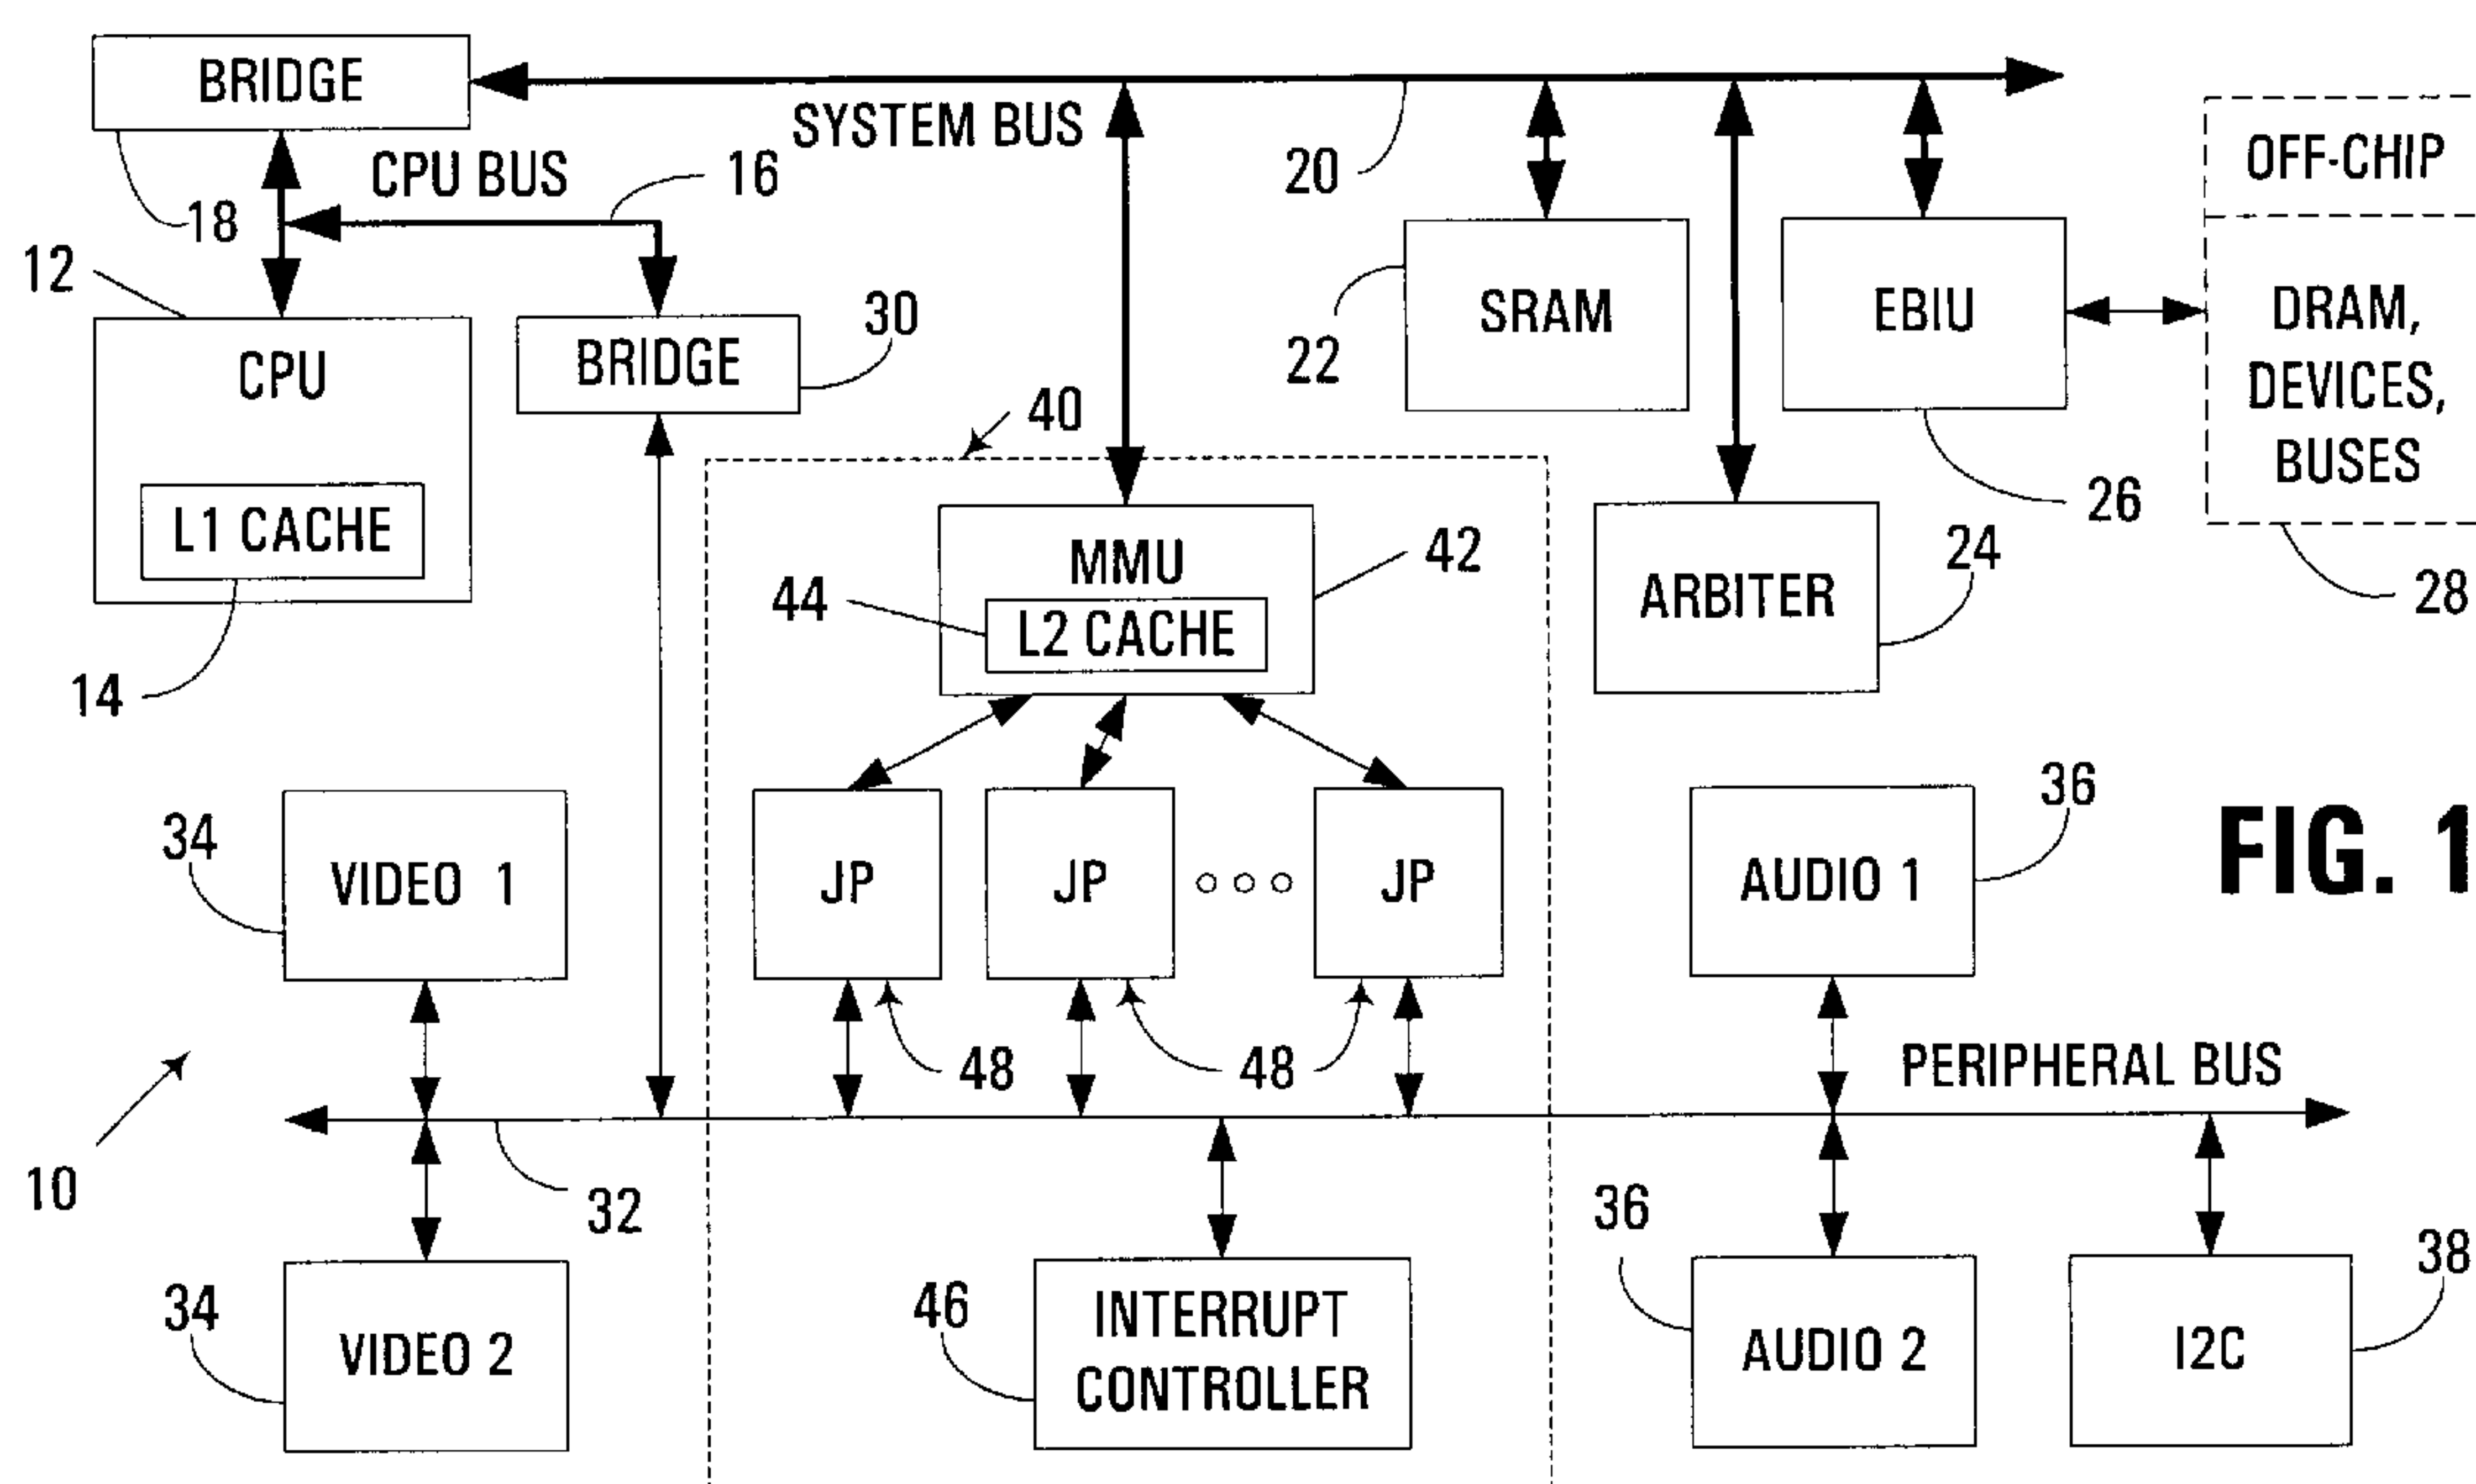 BRIDGE
SYSTEM BUS
CPU BUS
16
20
OFF-CHIP
18
12
SRAM
EBIU
DRAM,
DEVICES,
BUSES
30
22
CPU
BRIDGE
40
26
L1 CACHE
MMU
42
24
44
L2 CACHE
ARBITER
28
14
36
34
FIG. 1
VIDEO 1
JP
JP
JP
AUDIO 1
48
48
PERIPHERAL BUS
10
32
36
38
34
46
INTERRUPT
CONTROLLER
VIDEO 2
AUDIO 2
I2C